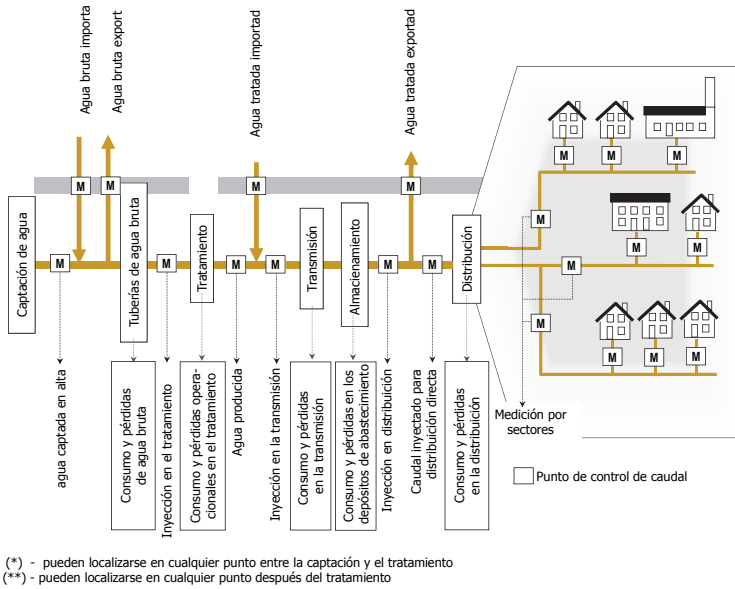 Agua bruta importa
Agua bruta export
Agua tratada importad
Agua tratada exportad
M
M
M
M
Captación de agua
M
Tuberías de agua bruta
M
Tratamiento
M
M
Transmisión
Almacienamiento
M
Distribución
M
M
M
M
M
M
M
M
M
M
M
agua captada en alta
Consumo y pérdidas
de agua bruta
Inyección en el tratamiento
Consumo y pérdidas opera-
cionales en el tratamiento
Agua producida
Inyección en la transmisión
Consumo y pérdidas
en la transmisión
Consumo y pérdidas en los
depósitos de abastecimiento
Inyección en distribución
Caudal inyectado para
distribución directa
Consumo y pérdidas
en la distribución
Medición por
sectores
Punto de control de caudal
(*) - pueden localizarse en cualquier punto entre la captación y el tratamiento
(**) - pueden localizarse en cualquier punto después del tratamiento